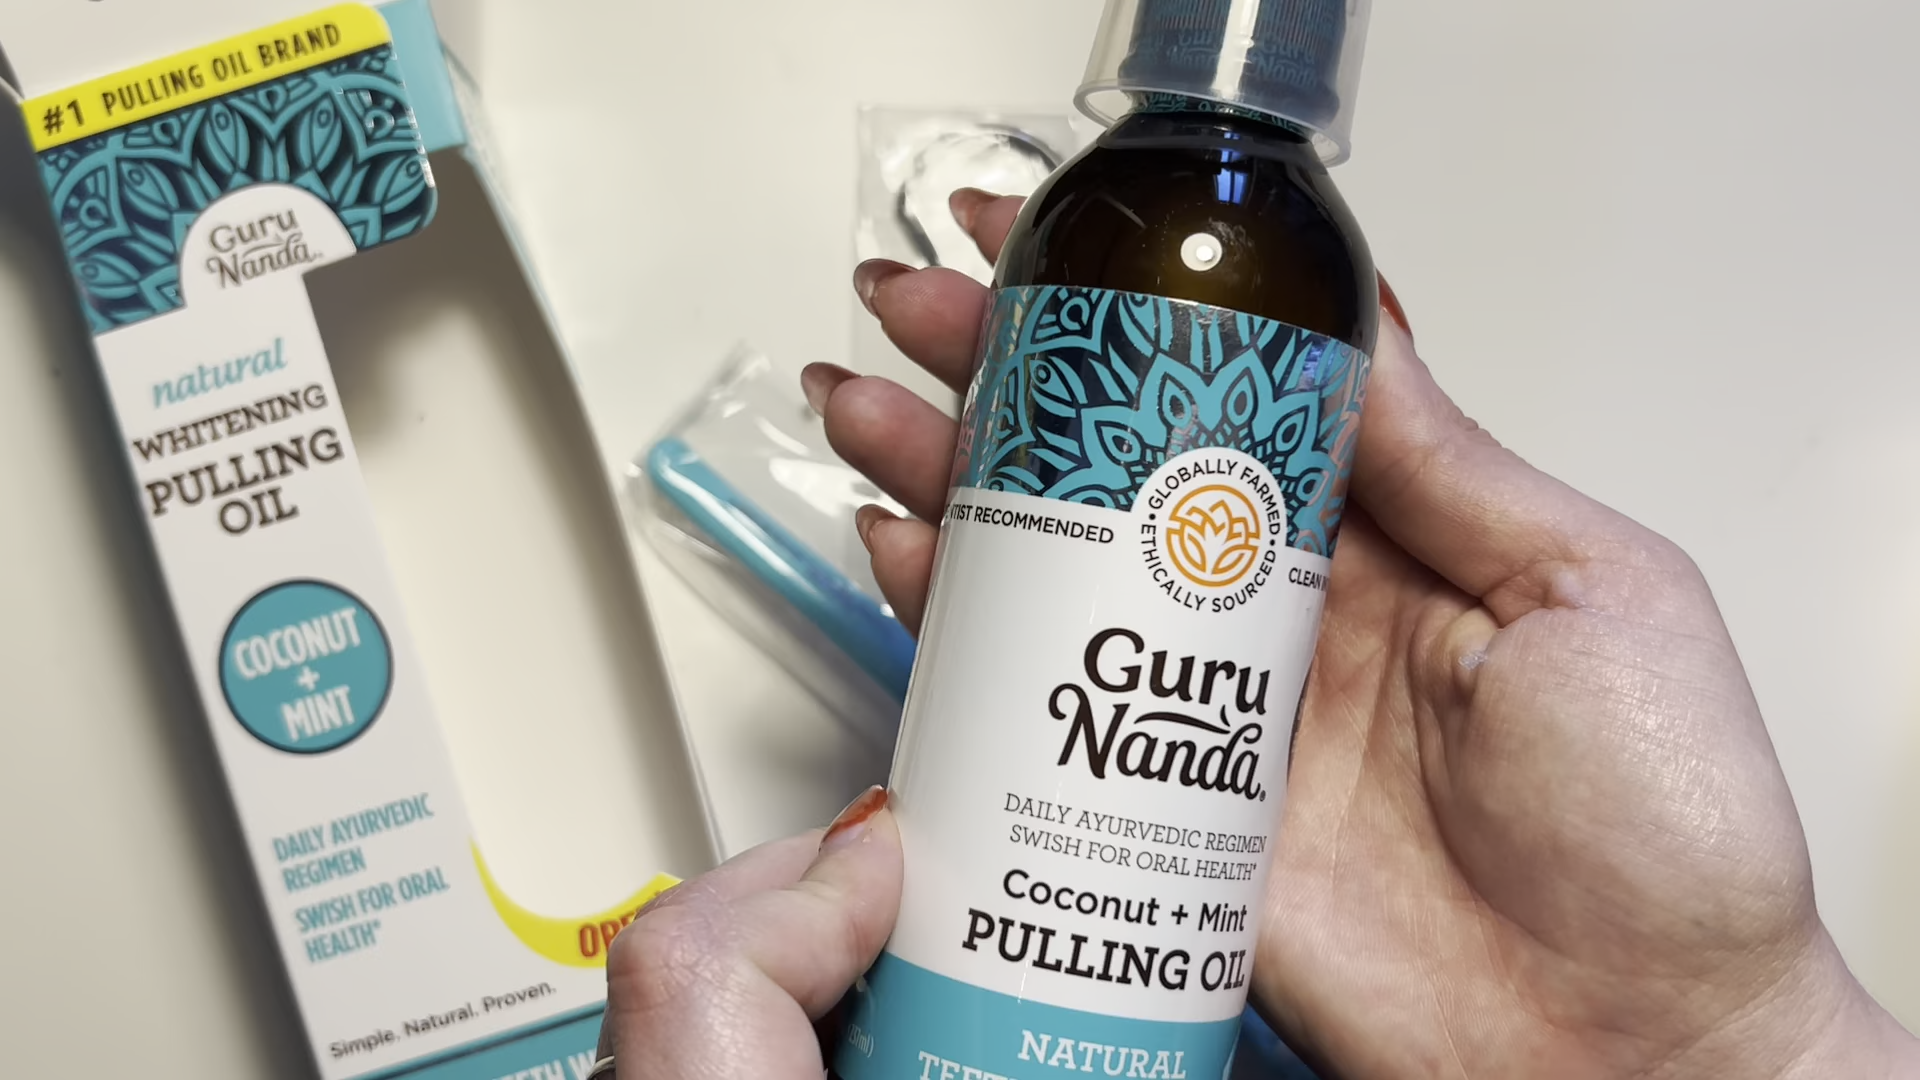 #1 PULLING OIL BRAND
Guru
Nanda
natural
WHITENING
PULLING
OIL
COCONUT
+
MINT
DAILY AYURVEDIC
REGIMEN
SWISH FOR ORAL
HEALTH*
Simple. Natural. Proven.
RECOMMENDED
GLOBALLY FARMED
• ETHICALLY SOURCED •
CLEAN
Guru
Nanda®
DAILY AYURVEDIC REGIMEN
SWISH FOR ORAL HEALTH*
Coconut + Mint
PULLING OIL
NATURAL